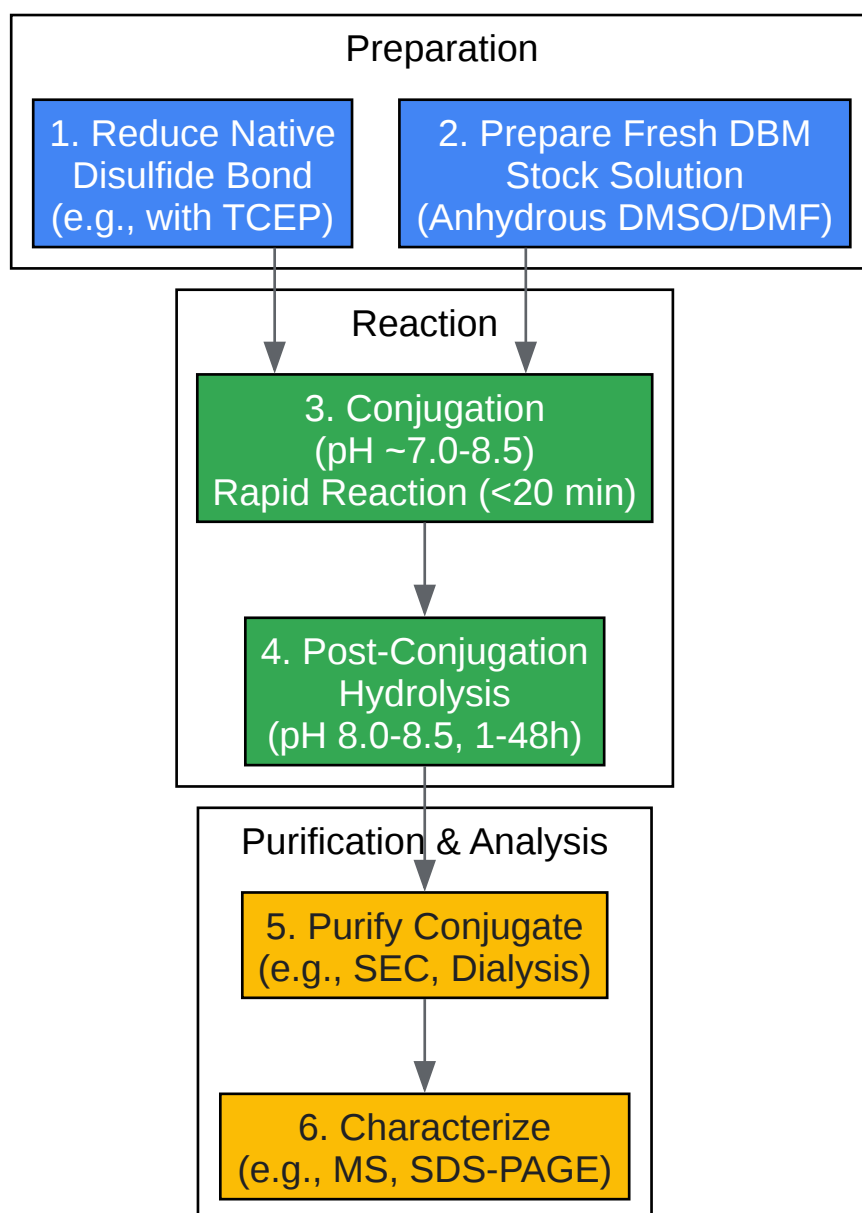 Preparation
1. Reduce Native
Disulfide Bond
(e.g., with TCEP)
2. Prepare Fresh DBM
Stock Solution
(Anhydrous DMSO/DMF)
Reaction
3. Conjugation
(pH ~7.0-8.5)
Rapid Reaction (<20 min)
4. Post-Conjugation
Hydrolysis
(pH 8.0-8.5, 1-48h)
Purification & Analysis
5. Purify Conjugate
(e.g., SEC, Dialysis)
6. Characterize
(e.g., MS, SDS-PAGE)